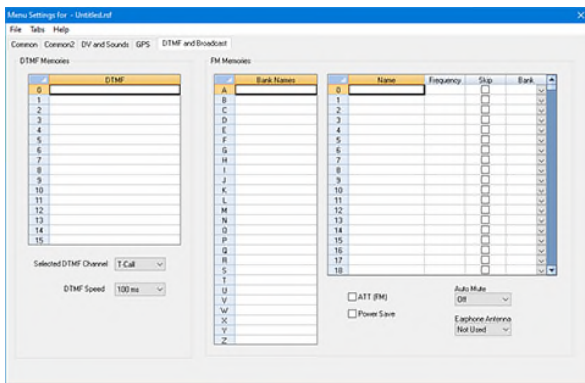 Menu Settings for - Untitled.rsf
File Tabs Help
Common Common2 DV and Sounds GPS DTMF and Broadcast
DTMF Memories
DTMF
0
1
2
3
4
5
6
7
8
9
10
11
12
13
14
15
Selected DTMF Channel T-Call
DTMF Speed 100 ms
FM Memories
Bank Names
A
B
C
D
E
F
G
H
I
J
K
L
M
N
O
P
Q
R
S
T
U
V
W
X
Y
Z
Name Frequency Skip Bank
0
1
2
3
4
5
6
7
8
9
10
11
12
13
14
15
16
17
18
ATT (FM)
Power Save
Auto Mute
Off
Earphone Antenna
Not Used